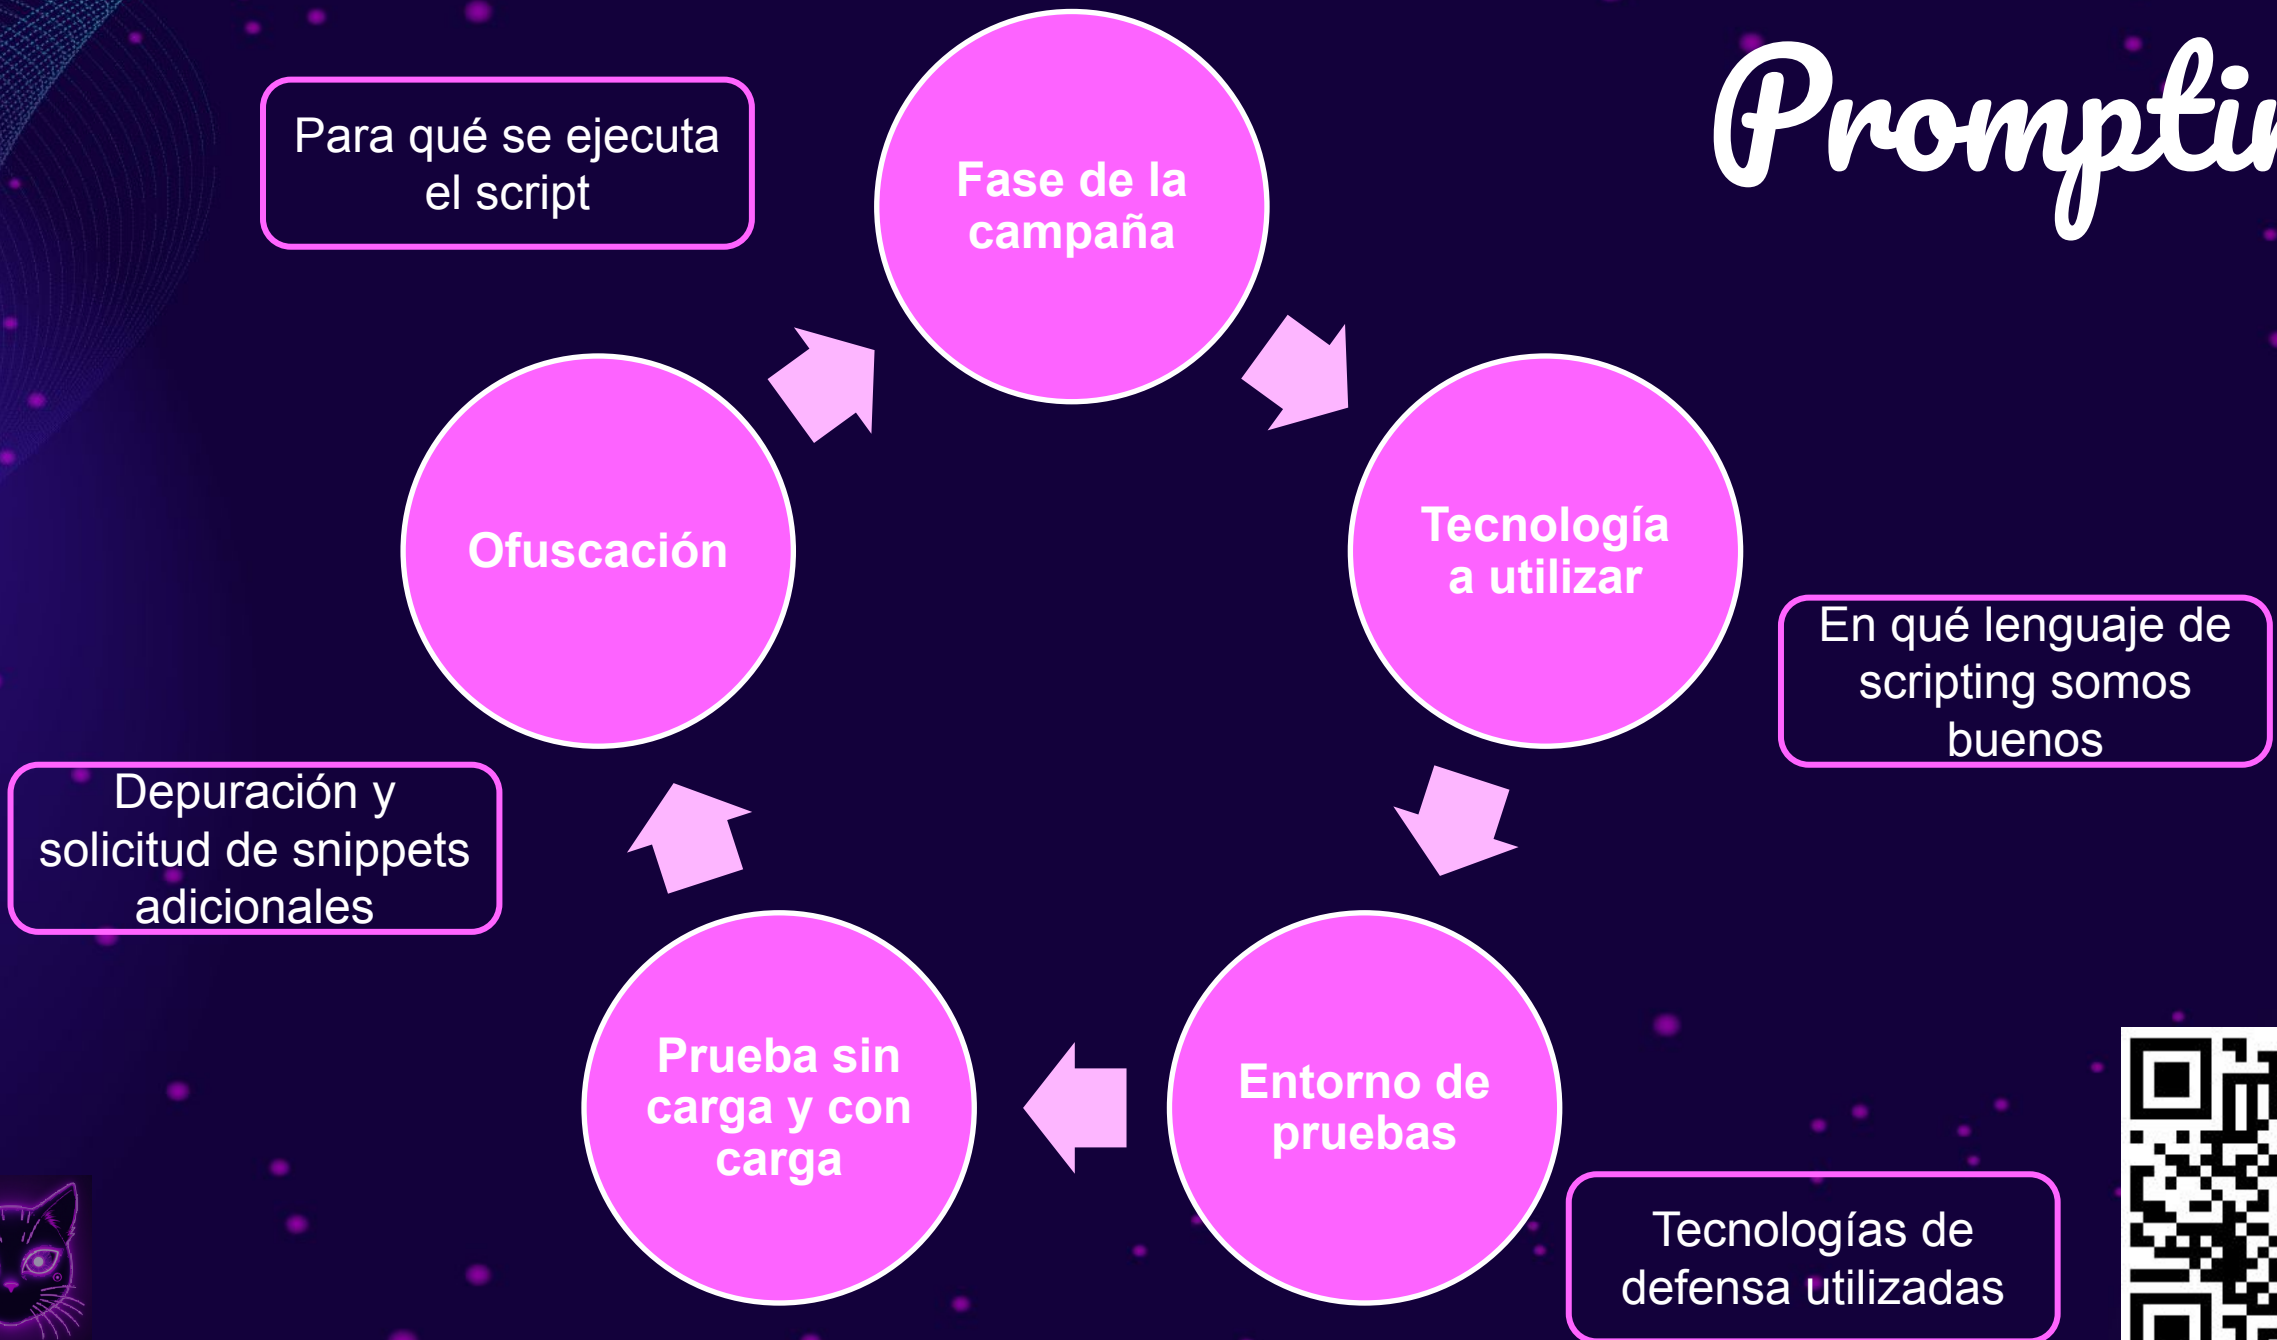 Para qué se ejecuta
el script
Fase de la
campaña
Ofuscación
Tecnología
a utilizar
En qué lenguaje de
scripting somos
buenos
Depuración y
solicitud de snippets
adicionales
Prueba sin
carga y con
carga
Entorno de
pruebas
Tecnologías de
defensa utilizadas